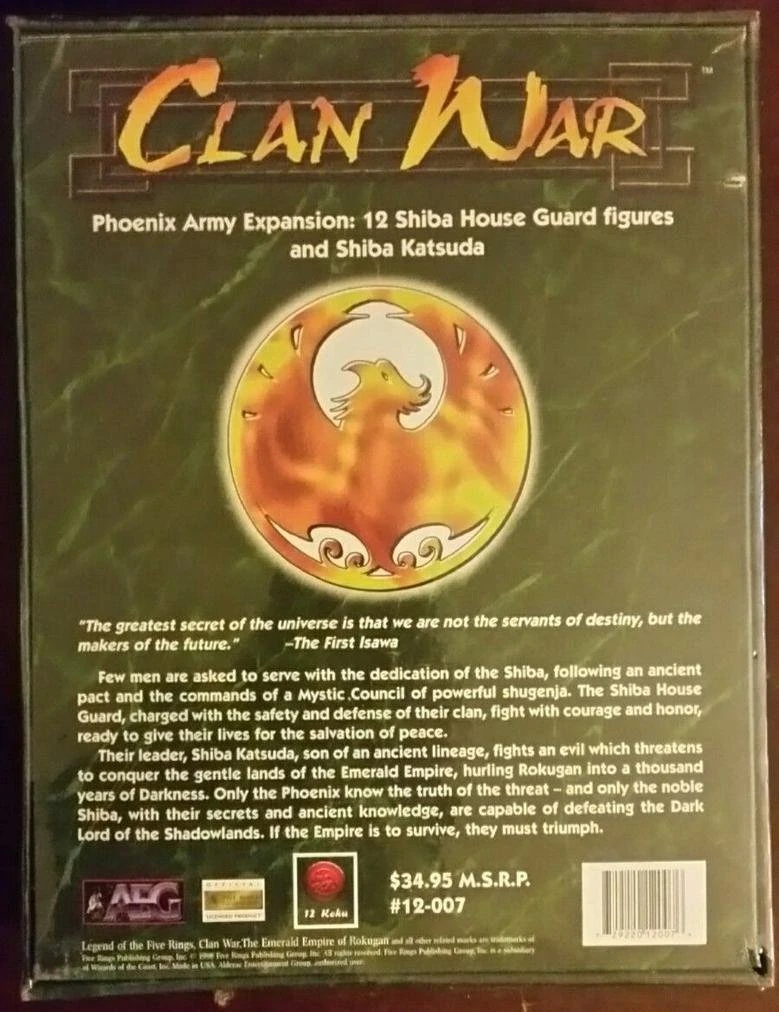 CLAN WAR
TM
Phoenix Army Expansion: 12 Shiba House Guard figures
and Shiba Katsuda
"The greatest secret of the universe is that we are not the servants of destiny, but the
makers of the future." –The First Isawa
Few men are asked to serve with the dedication of the Shiba, following an ancient
pact and the commands of a Mystic Council of powerful shugenja. The Shiba House
Guard, charged with the safety and defense of their clan, fight with courage and honor,
ready to give their lives for the salvation of peace.
Their leader, Shiba Katsuda, son of an ancient lineage, fights an evil which threatens
to conquer the gentle lands of the Emerald Empire, hurling Rokugan into a thousand
years of Darkness. Only the Phoenix know the truth of the threat – and only the noble
Shiba, with their secrets and ancient knowledge, are capable of defeating the Dark
Lord of the Shadowlands. If the Empire is to survive, they must triumph.
AEG
OFFICIAL
LICENSED PRODUCT
12 Koku
$34.95 M.S.R.P.
#12-007
29220 12007
Legend of the Five Rings, Clan War,The Emerald Empire of Rokugan and all other related marks are trademarks of
Five Rings Publishing Group, Inc. © 1998 Five Rings Publishing Group, Inc. All rights reserved. Five Rings Publishing Group, Inc. is a subsidiary
of Wizards of the Coast, Inc. Made in USA. Alderac Entertainment Group, authorized user.